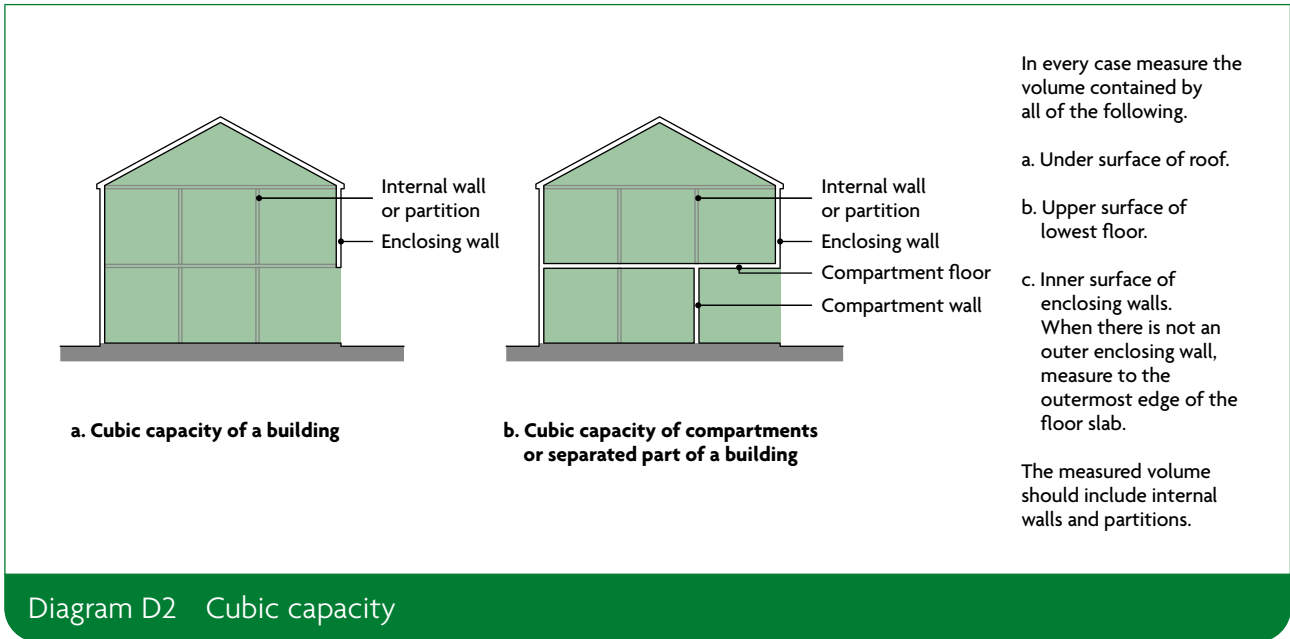 Internal wall
or partition
Enclosing wall
a. Cubic capacity of a building
Internal wall
or partition
Enclosing wall
Compartment floor
Compartment wall
b. Cubic capacity of compartments
or separated part of a building
In every case measure the
volume contained by
all of the following.
a. Under surface of roof.
b. Upper surface of
lowest floor.
c. Inner surface of
enclosing walls.
When there is not an
outer enclosing wall,
measure to the
outermost edge of the
floor slab.
The measured volume
should include internal
walls and partitions.
Diagram D2 Cubic capacity